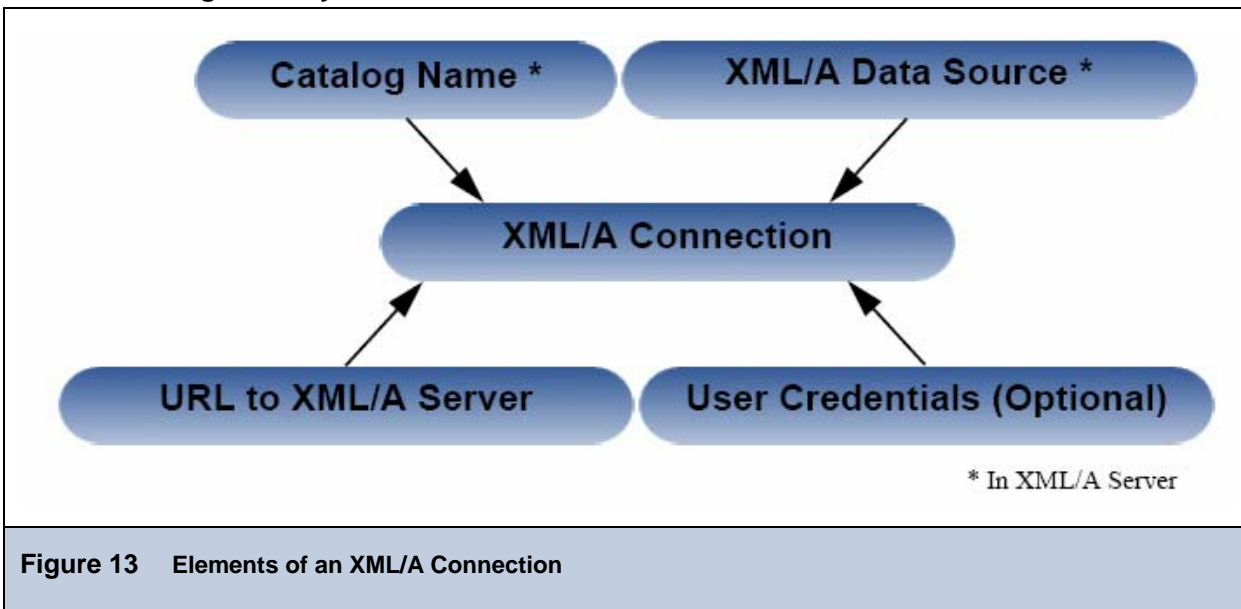 Catalog Name *
XML/A Data Source *
XML/A Connection
URL to XML/A Server
User Credentials (Optional)
* In XML/A Server
Figure 13 Elements of an XML/A Connection